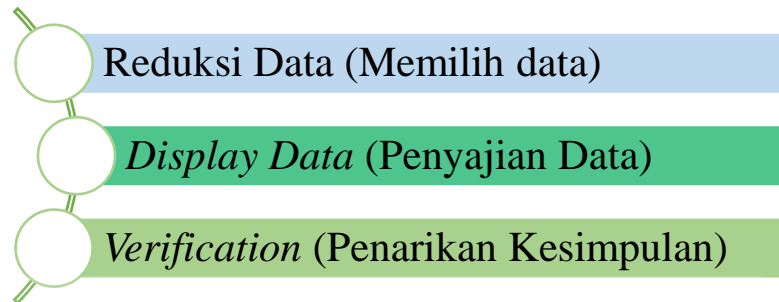 Reduksi Data (Memilih data)
Display Data (Penyajian Data)
Verification (Penarikan Kesimpulan)